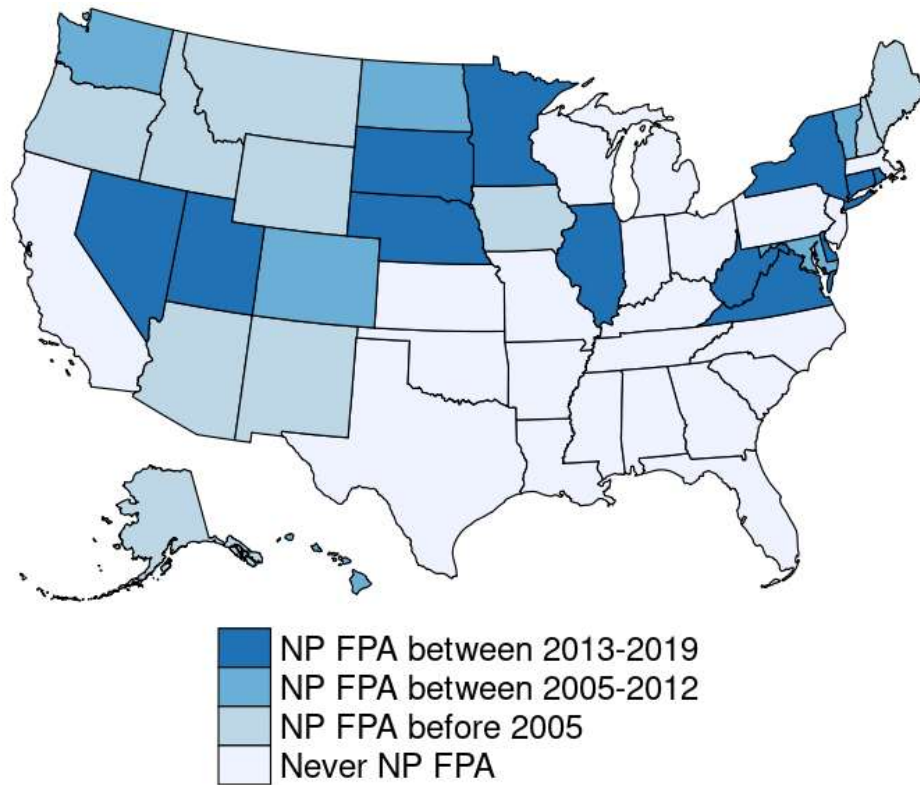 NP FPA between 2013-2019
NP FPA between 2005-2012
NP FPA before 2005
Never NP FPA